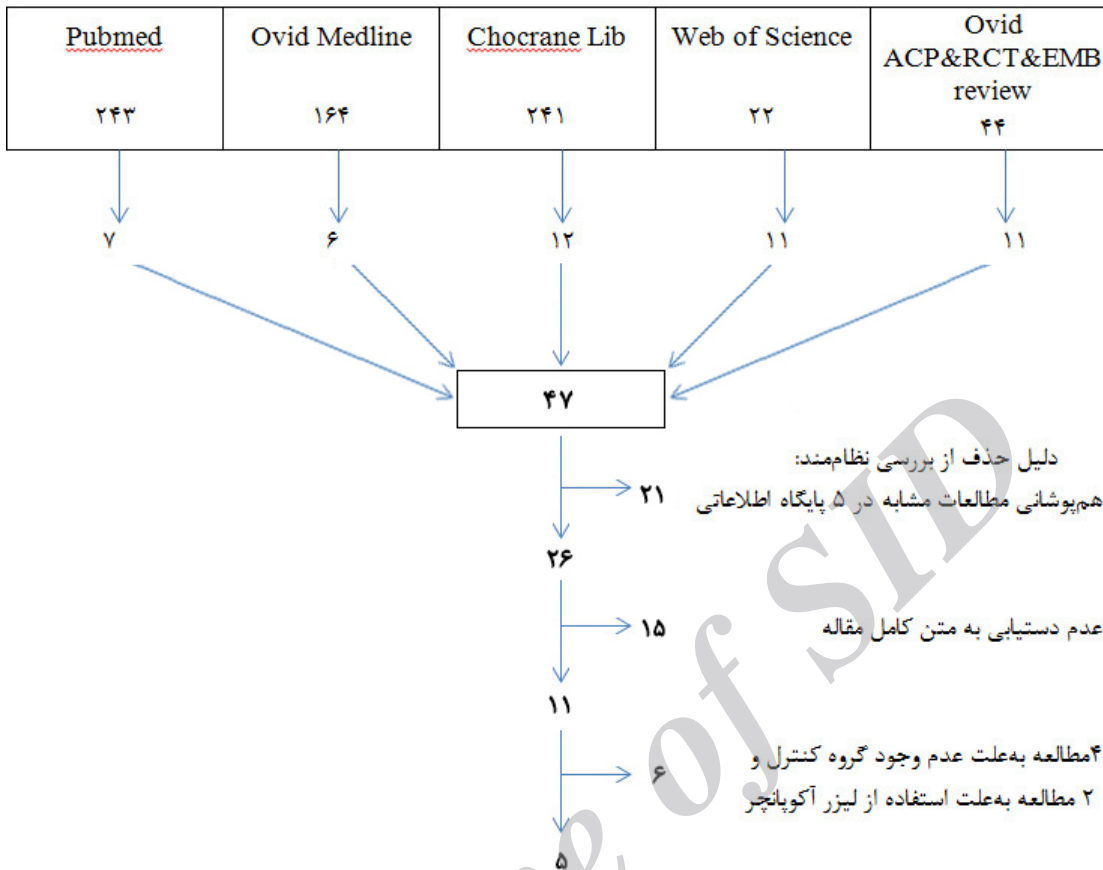 Pubmed
۲۴۳
Ovid Medline
۱۶۴
Chocrane Lib
۲۴۱
Web of Science
۲۲
Ovid
ACP&RCT&EMB
review
۴۴
۷
۶
۱۲
۱۱
۱۱
۴۷
دلیل حذف از بررسی نظام‌مند:
هم‌پوشانی مطالعات مشابه در ۵ پایگاه اطلاعاتی
۲۱
۲۶
عدم دستیابی به متن کامل مقاله
۱۵
۱۱
۴مطالعه به‌علت عدم وجود گروه کنترل و
۲ مطالعه به‌علت استفاده از لیزر آکوپانچر
۶
۵
e of SID